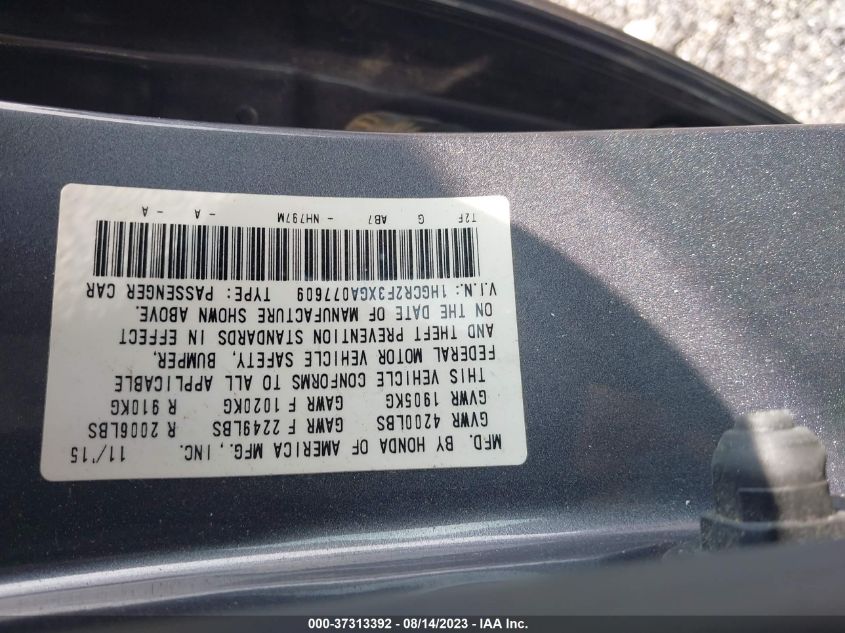 MFD. BY HONDA OF AMERICA MFG., INC. 11/'15
GVWR 4200LBS GAWR F 2249LBS R 2006LBS
GVWR 1905KG GAWR F 1020KG R 910KG
THIS VEHICLE CONFORMS TO ALL APPLICABLE
FEDERAL MOTOR VEHICLE SAFETY, BUMPER,
AND THEFT PREVENTION STANDARDS IN EFFECT
ON THE DATE OF MANUFACTURE SHOWN ABOVE.
V.I.N.: 1HGCR2F3XGA077609 TYPE: PASSENGER CAR
T2F G AB7 - NH797M - A - A
000-37313392 - 08/14/2023 - IAA Inc.